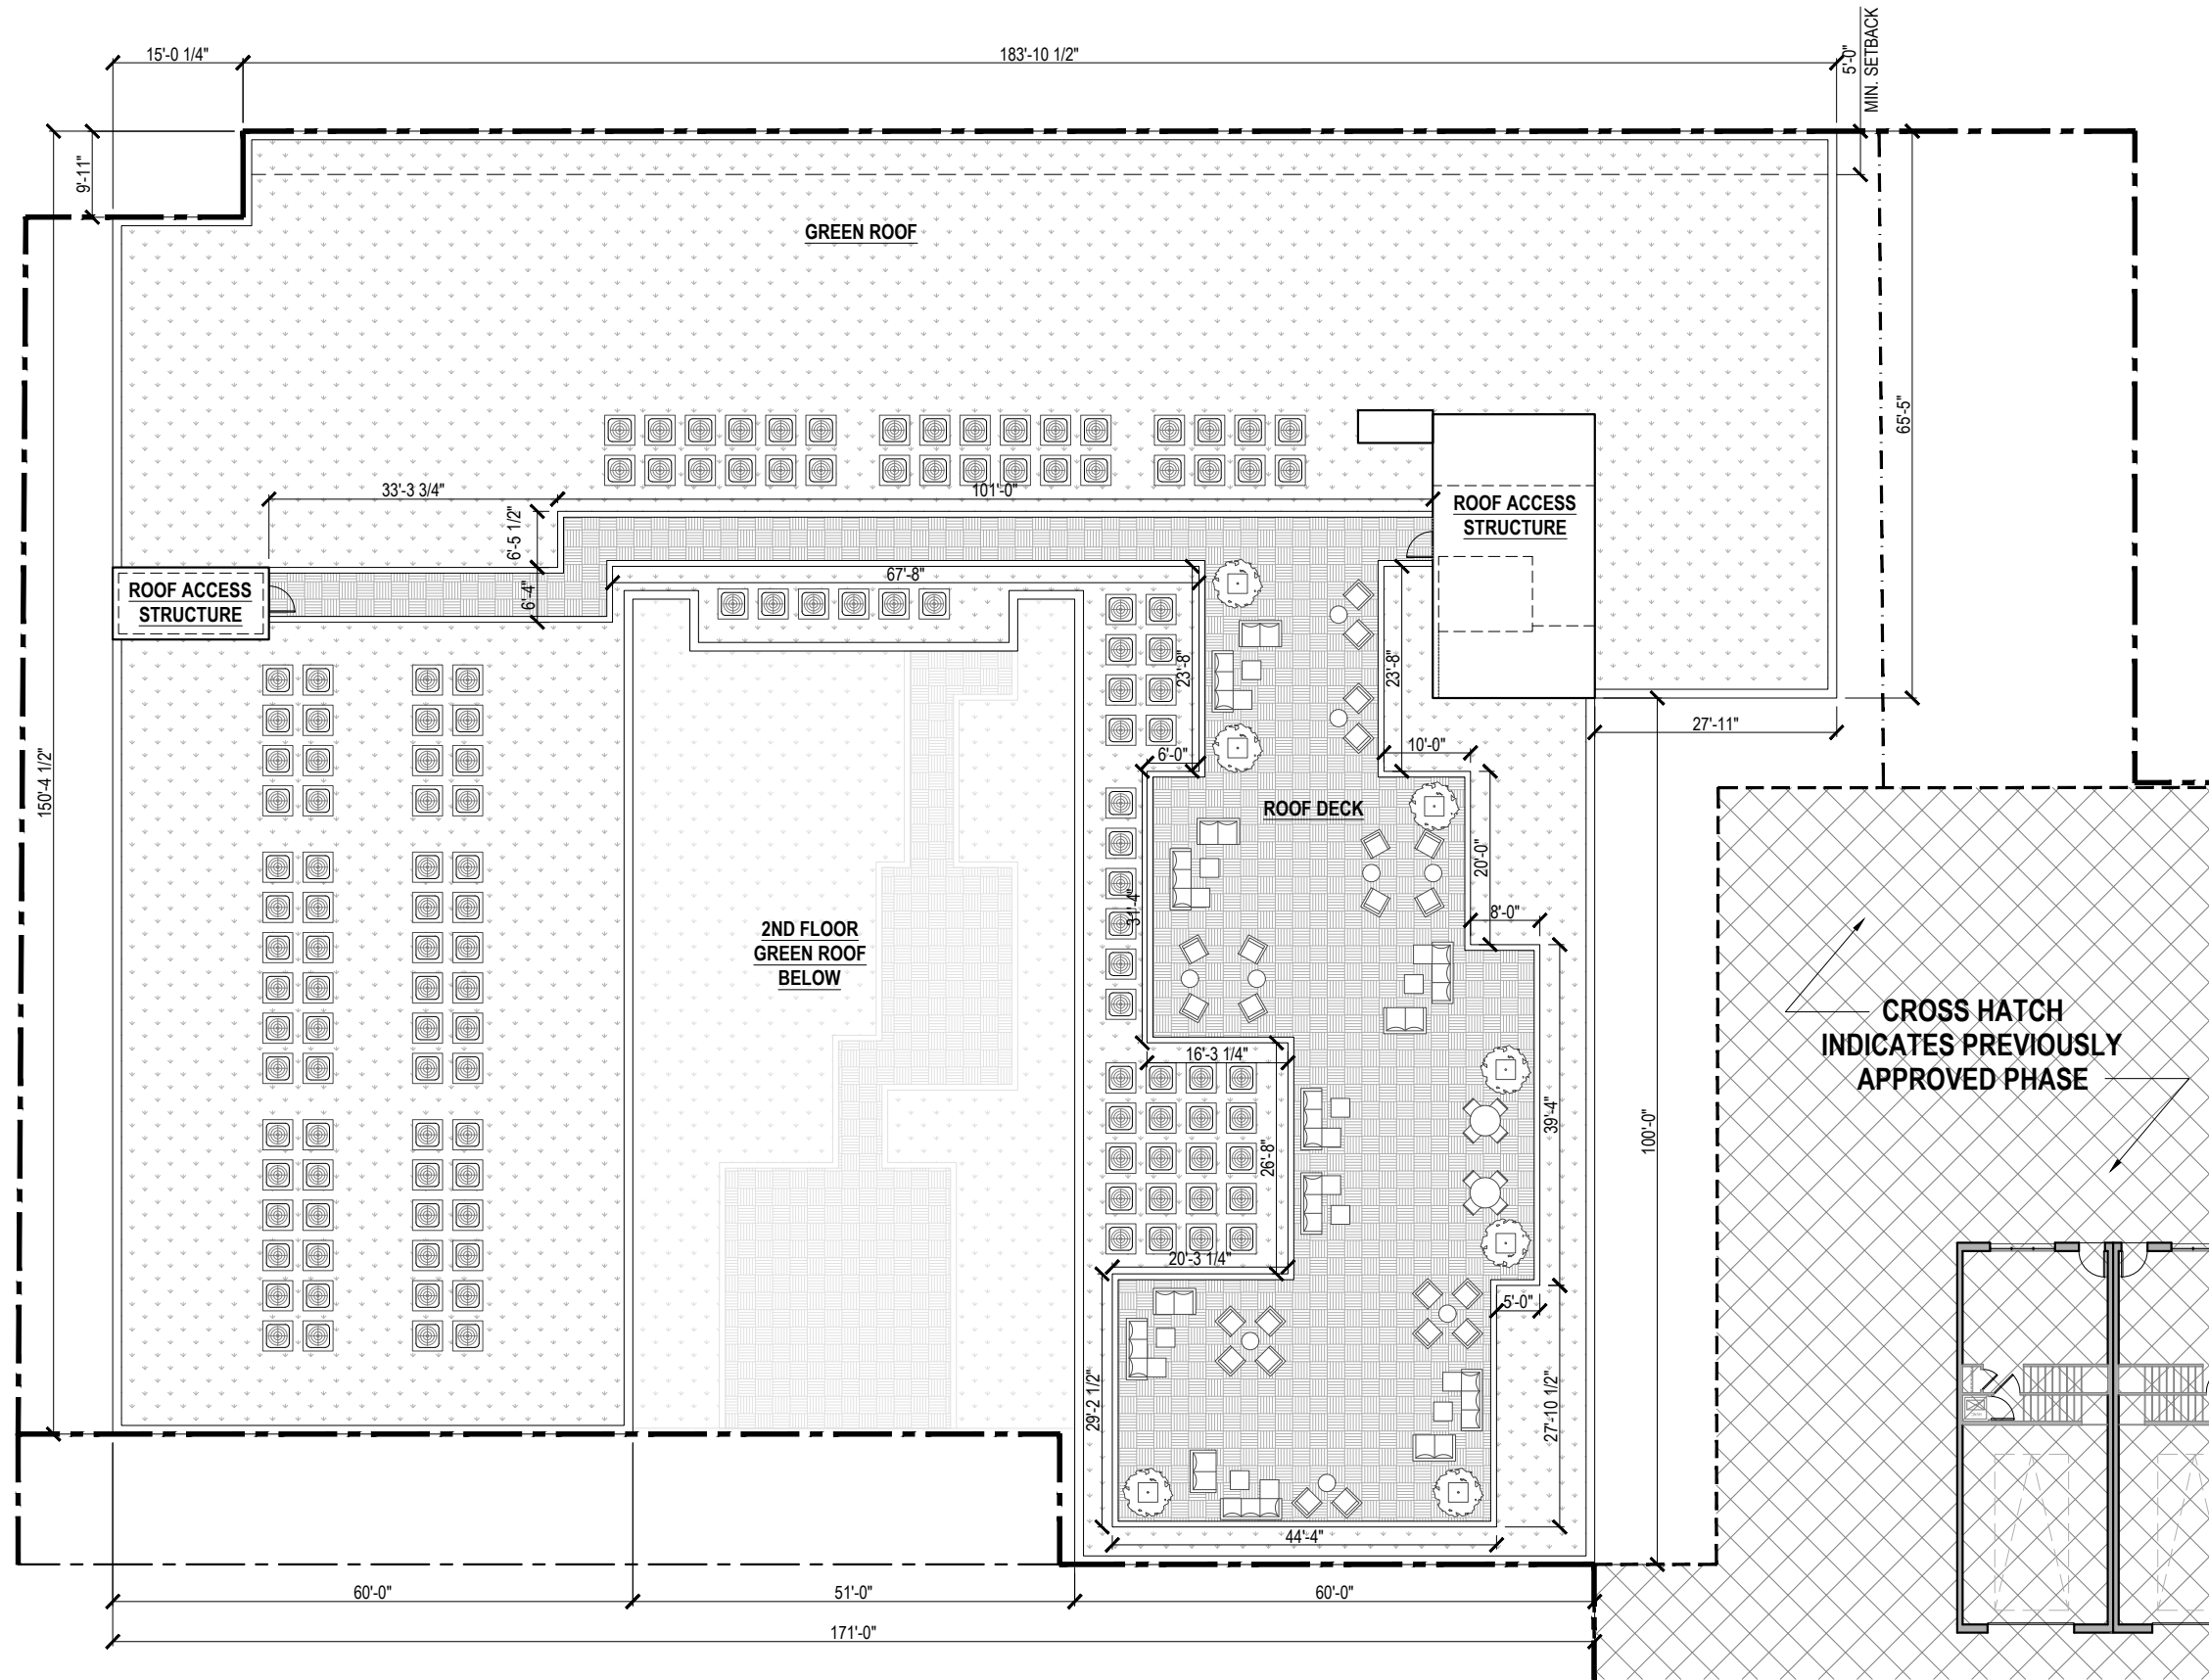 15'-0 1/4"
183'-10 1/2"
5'-0"
MIN. SETBACK
9'-11"
GREEN ROOF
65'-5"
33'-3 3/4"
101'-0"
6'-5 1/2"
ROOF ACCESS
STRUCTURE
ROOF ACCESS
STRUCTURE
6'-4"
67'-8"
23'-8"
23'-8"
27'-11"
10'-0"
6'-0"
150'-4 1/2"
ROOF DECK
20'-0"
31'-4"
8'-0"
2ND FLOOR
GREEN ROOF
BELOW
CROSS HATCH
INDICATES PREVIOUSLY
APPROVED PHASE
16'-3 1/4"
39'-4"
100'-0"
26'-8"
20'-3 1/4"
5'-0"
29'-2 1/2"
27'-10 1/2"
44'-4"
60'-0"
51'-0"
60'-0"
171'-0"